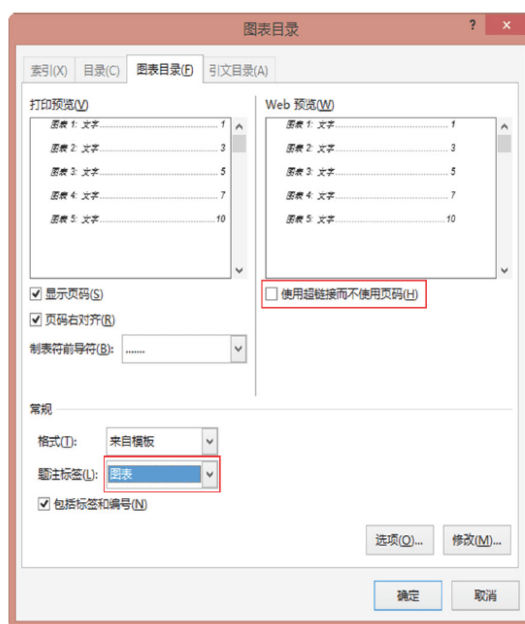 图表目录 ? ×
索引(X) 目录(C) 图表目录(F) 引文目录(A)
打印预览(V)
图表 1: 文字.......................................... 1
图表 2: 文字.......................................... 3
图表 3: 文字.......................................... 5
图表 4: 文字.......................................... 7
图表 5: 文字.......................................... 10
Web 预览(W)
图表 1: 文字.......................................... 1
图表 2: 文字.......................................... 3
图表 3: 文字.......................................... 5
图表 4: 文字.......................................... 7
图表 5: 文字.......................................... 10
显示页码(S)
页码右对齐(R)
制表符前导符(B): .......
使用超链接而不使用页码(H)
常规
格式(T): 来自模板
题注标签(L): 图表
包括标签和编号(N)
选项(O)... 修改(M)...
确定 取消